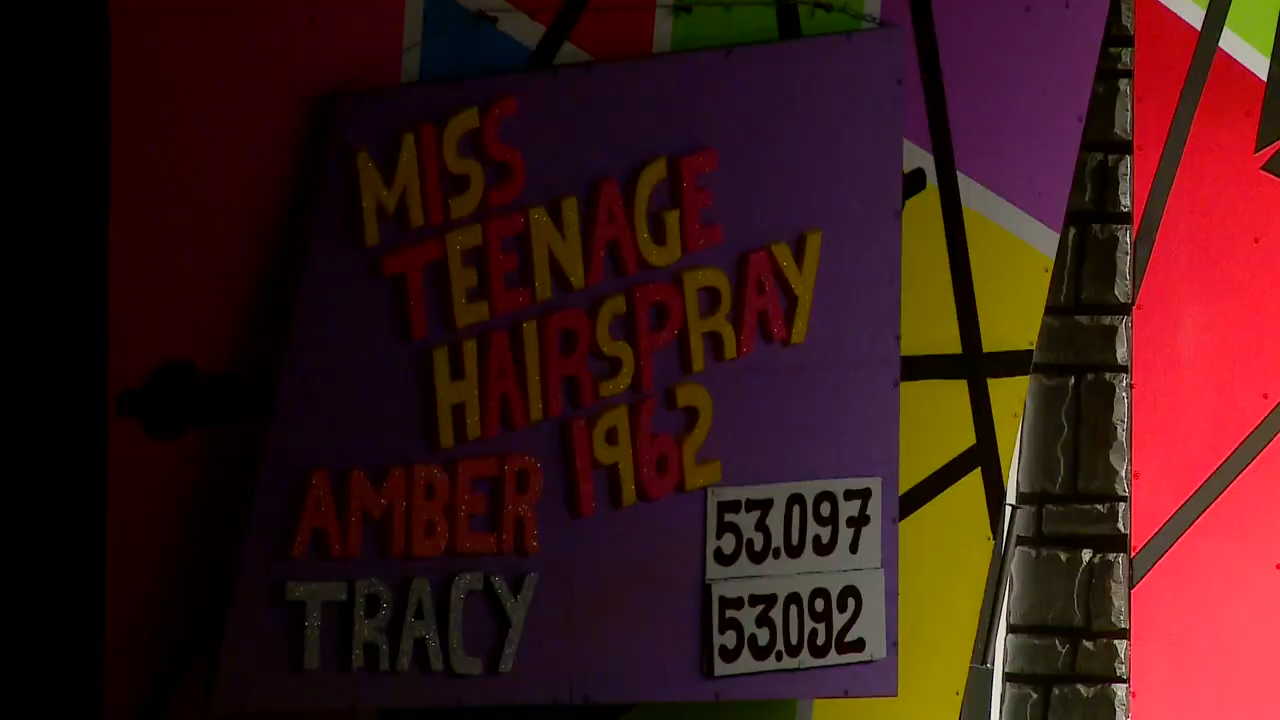 MISS
TEENAGE
HAIRSPRAY
1962
AMBER 53.097
TRACY 53.092